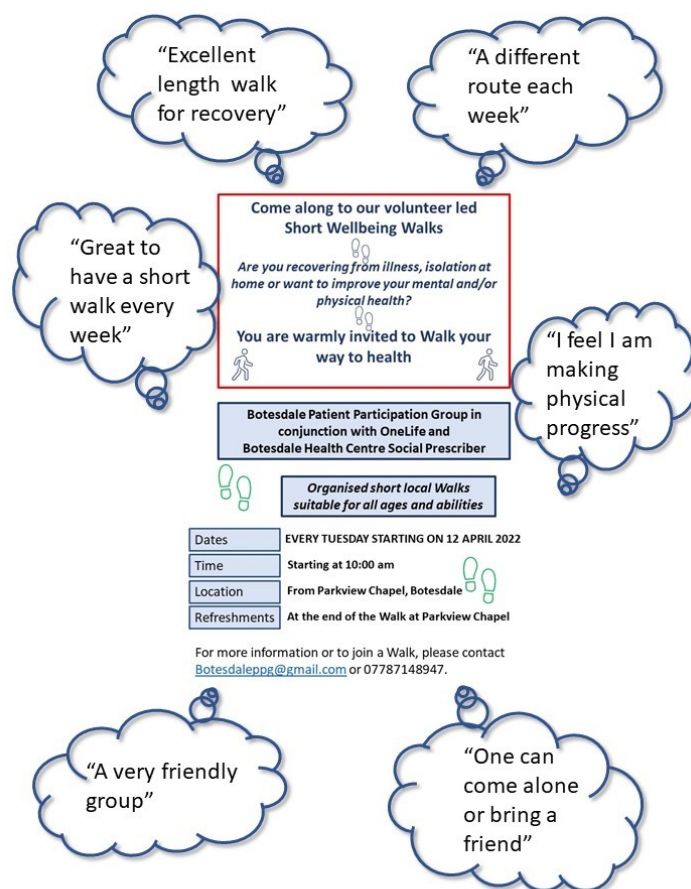 “Excellent
length walk
for recovery”
“A different
route each
week”
Come along to our volunteer led
Short Wellbeing Walks
“Great to
have a short
walk every
week”
Are you recovering from illness, isolation at
home or want to improve your mental and/or
physical health?
You are warmly invited to Walk your
way to health
“I feel I am
making
physical
progress”
Botesdale Patient Participation Group in
conjunction with OneLife and
Botesdale Health Centre Social Prescriber
Organised short local Walks
suitable for all ages and abilities
Dates EVERY TUESDAY STARTING ON 12 APRIL 2022
Time Starting at 10:00 am
Location From Parkview Chapel, Botesdale
Refreshments At the end of the Walk at Parkview Chapel
For more information or to join a Walk, please contact
Botesdaleppg@gmail.com or 07787148947.
“A very friendly
group”
“One can
come alone
or bring a
friend”